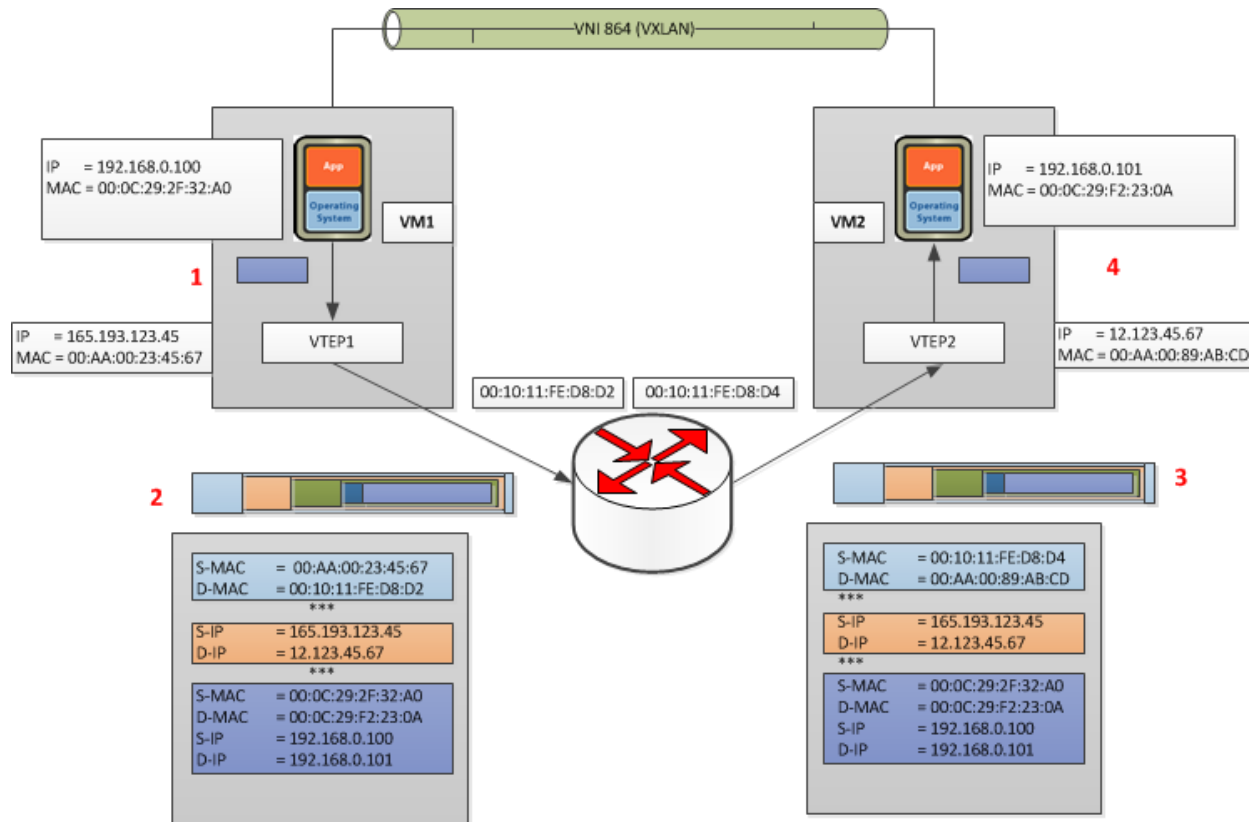 VNI 864 (VXLAN)
IP = 192.168.0.100
MAC = 00:0C:29:2F:32:A0
App
Operating
System
VM1
1
IP = 165.193.123.45
MAC = 00:AA:00:23:45:67
VTEP1
App
Operating
System
VM2
IP = 192.168.0.101
MAC = 00:0C:29:F2:23:0A
4
VTEP2
IP = 12.123.45.67
MAC = 00:AA:00:89:AB:CD
00:10:11:FE:D8:D2
00:10:11:FE:D8:D4
2
S-MAC = 00:AA:00:23:45:67
D-MAC = 00:10:11:FE:D8:D2
***
S-IP = 165.193.123.45
D-IP = 12.123.45.67
***
S-MAC = 00:0C:29:2F:32:A0
D-MAC = 00:0C:29:F2:23:0A
S-IP = 192.168.0.100
D-IP = 192.168.0.101
3
S-MAC = 00:10:11:FE:D8:D4
D-MAC = 00:AA:00:89:AB:CD
***
S-IP = 165.193.123.45
D-IP = 12.123.45.67
***
S-MAC = 00:0C:29:2F:32:A0
D-MAC = 00:0C:29:F2:23:0A
S-IP = 192.168.0.100
D-IP = 192.168.0.101